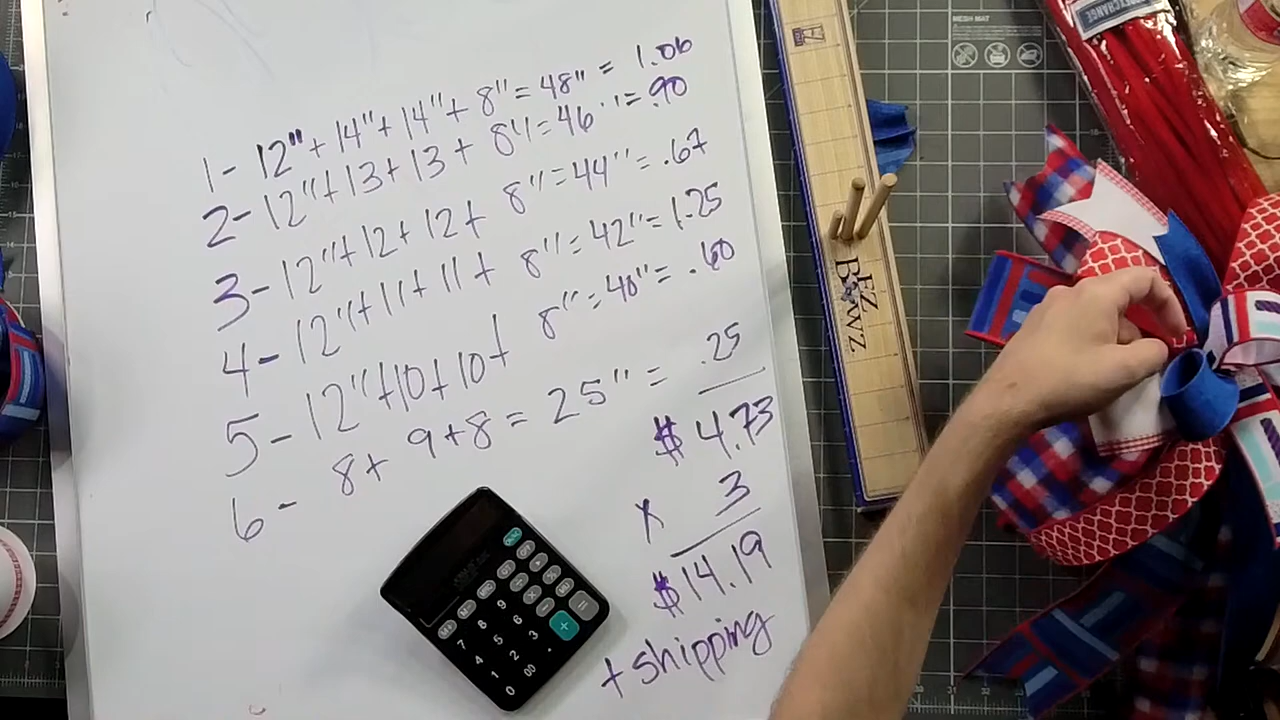 1- 12"+14"+14"+ 8"=48" = 1.06
2- 12"+13+13 + 8"=46"= .90
3- 12"+12+12+ 8"=44"= .67
4- 12"+11+11+ 8"=42"= 1.25
5- 12"+10+10+ 8"=40"= .60
6- 8+ 9+8= 25" = .25
$ 4.73
x 3
$14.19
+ shipping
EZ
BOWZ
MESH MAT